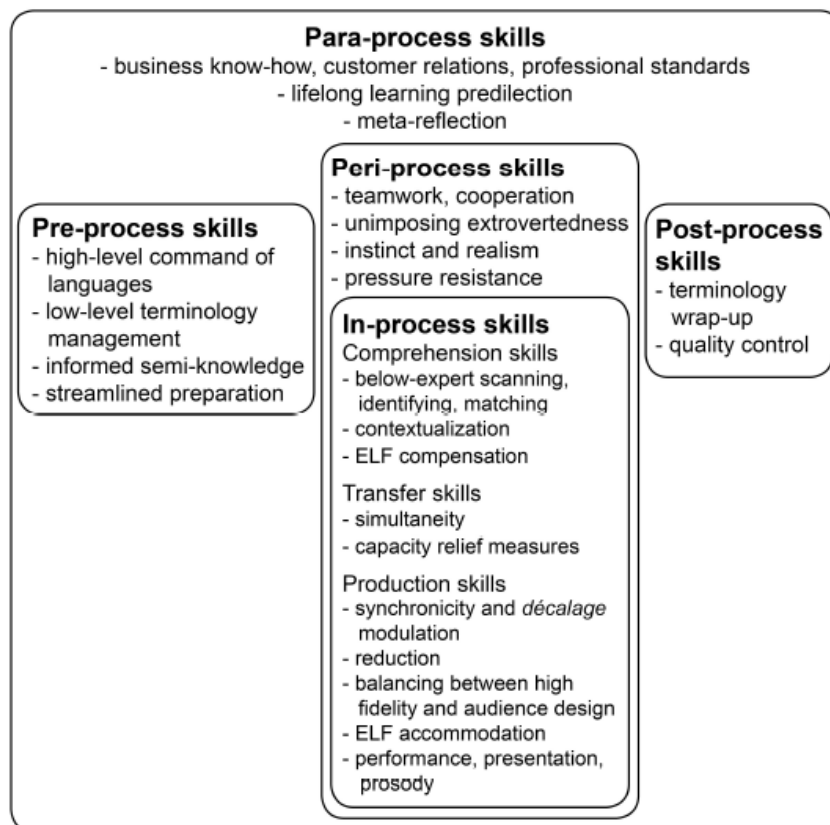 Para-process skills
- business know-how, customer relations, professional standards
- lifelong learning predilection
- meta-reflection
Pre-process skills
- high-level command of
languages
- low-level terminology
management
- informed semi-knowledge
- streamlined preparation
Peri-process skills
- teamwork, cooperation
- unimposing extrovertedness
- instinct and realism
- pressure resistance
In-process skills
Comprehension skills
- below-expert scanning,
identifying, matching
- contextualization
- ELF compensation
Transfer skills
- simultaneity
- capacity relief measures
Production skills
- synchronicity and décalage
modulation
- reduction
- balancing between high
fidelity and audience design
- ELF accommodation
- performance, presentation,
prosody
Post-process
skills
- terminology
wrap-up
- quality control